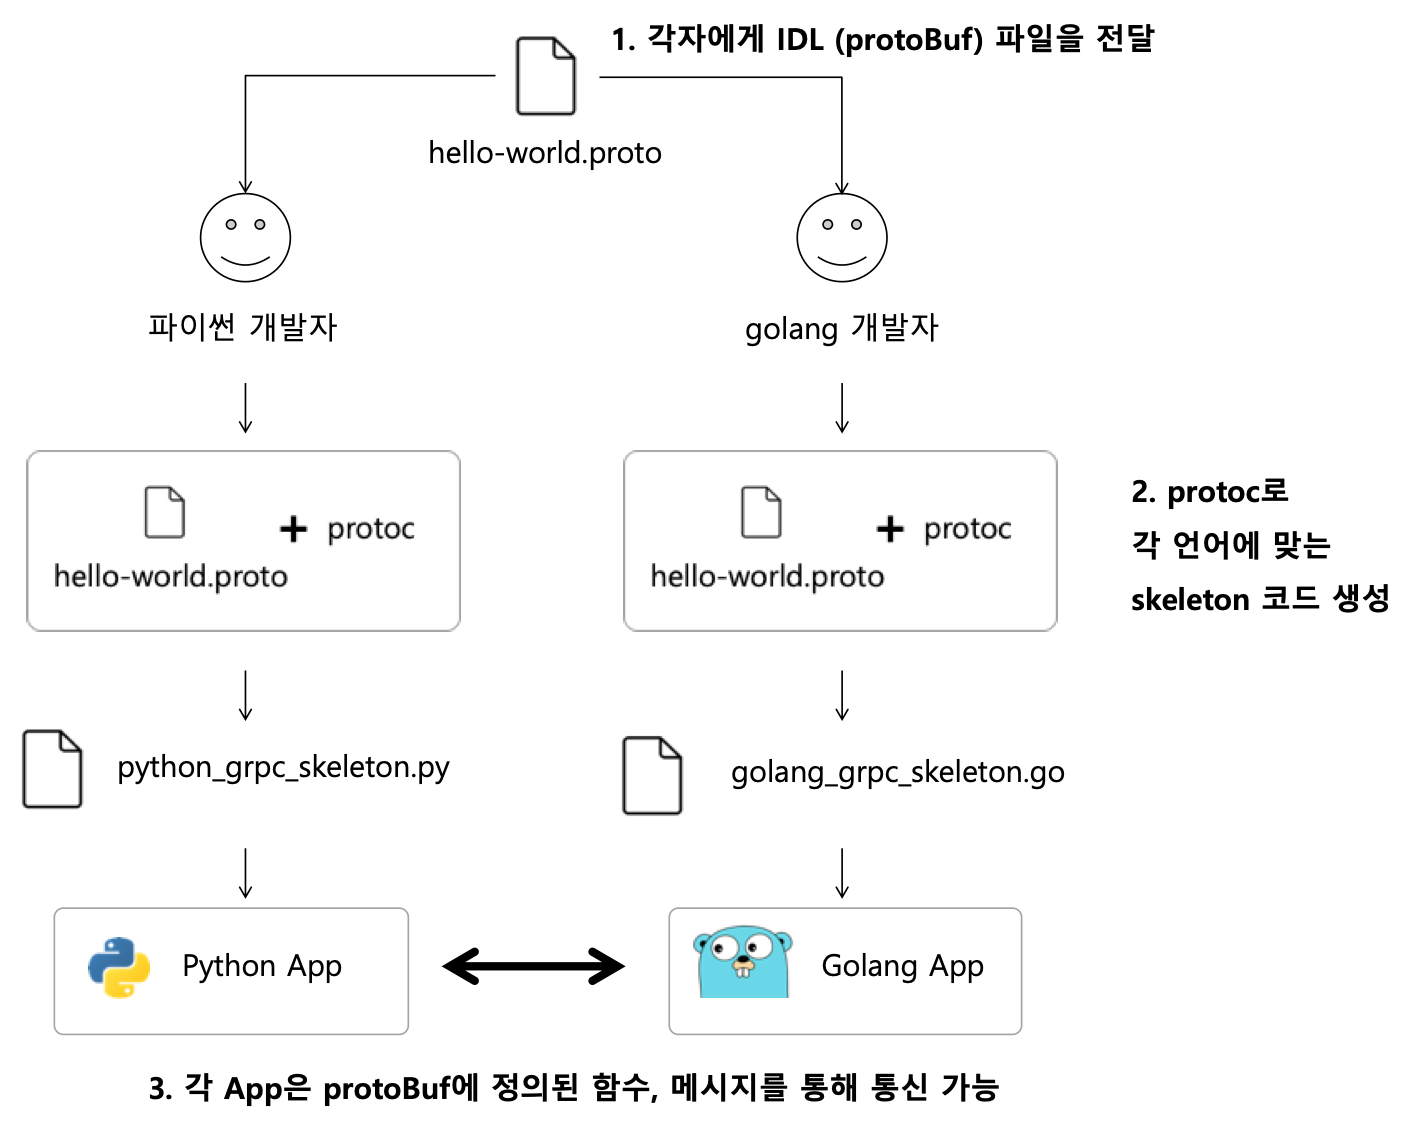 1. 각자에게 IDL (protoBuf) 파일을 전달
hello-world.proto
파이썬 개발자
golang 개발자
+ protoc
hello-world.proto
+ protoc
hello-world.proto
2. protoc로
각 언어에 맞는
skeleton 코드 생성
python_grpc_skeleton.py
golang_grpc_skeleton.go
Python App
Golang App
3. 각 App은 protoBuf에 정의된 함수, 메시지를 통해 통신 가능